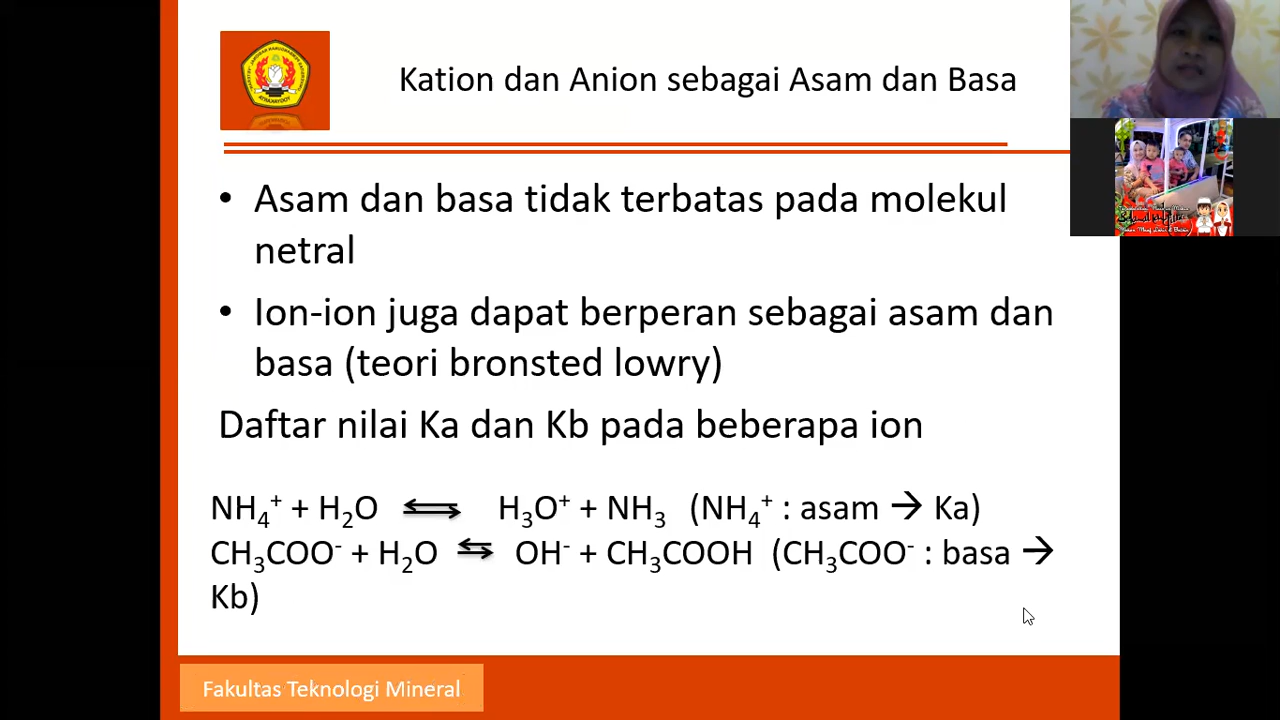 Kation dan Anion sebagai Asam dan Basa
• Asam dan basa tidak terbatas pada molekul
netral
• Ion-ion juga dapat berperan sebagai asam dan
basa (teori bronsted lowry)
Daftar nilai Ka dan Kb pada beberapa ion
NH₄⁺ + H₂O ⇌ H₃O⁺ + NH₃ (NH₄⁺ : asam → Ka)
CH₃COO⁻ + H₂O ⇆ OH⁻ + CH₃COOH (CH₃COO⁻ : basa →
Kb)
Fakultas Teknologi Mineral